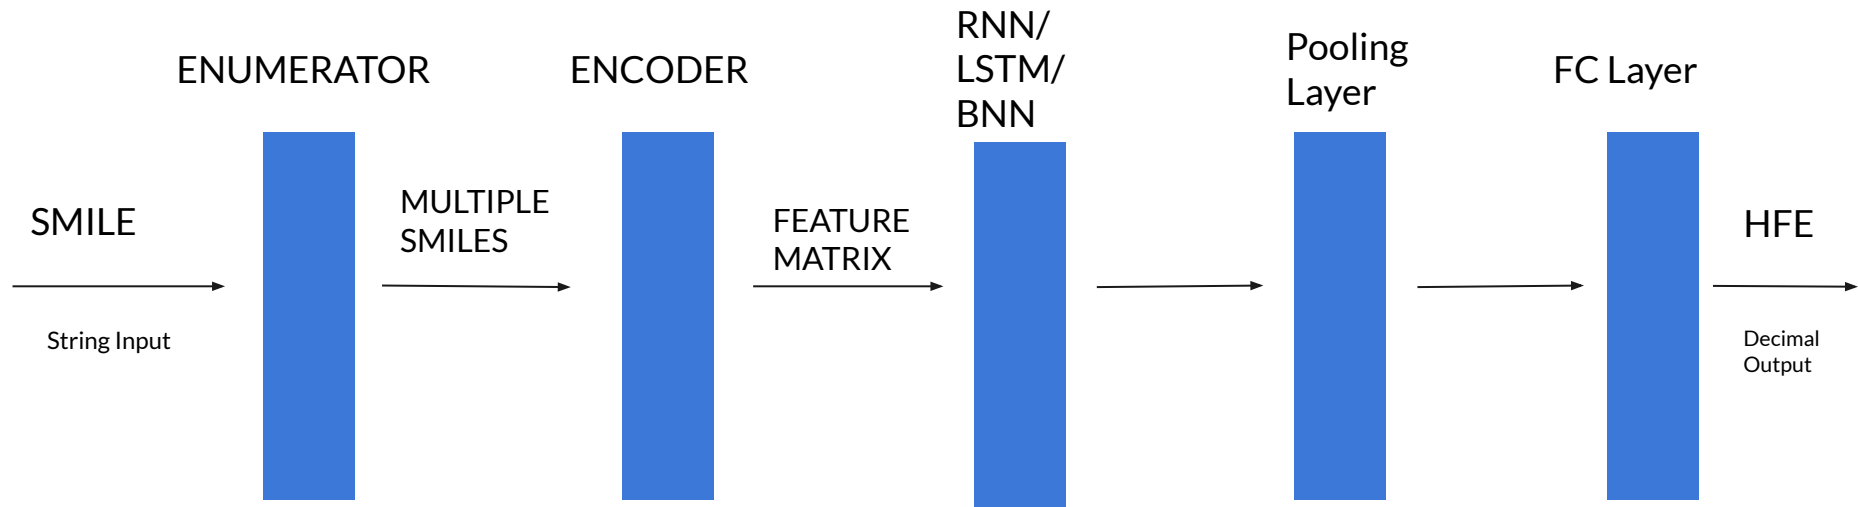 ENUMERATOR
ENCODER
RNN/
LSTM/
BNN
Pooling
Layer
FC Layer
SMILE
String Input
MULTIPLE
SMILES
FEATURE
MATRIX
HFE
Decimal
Output